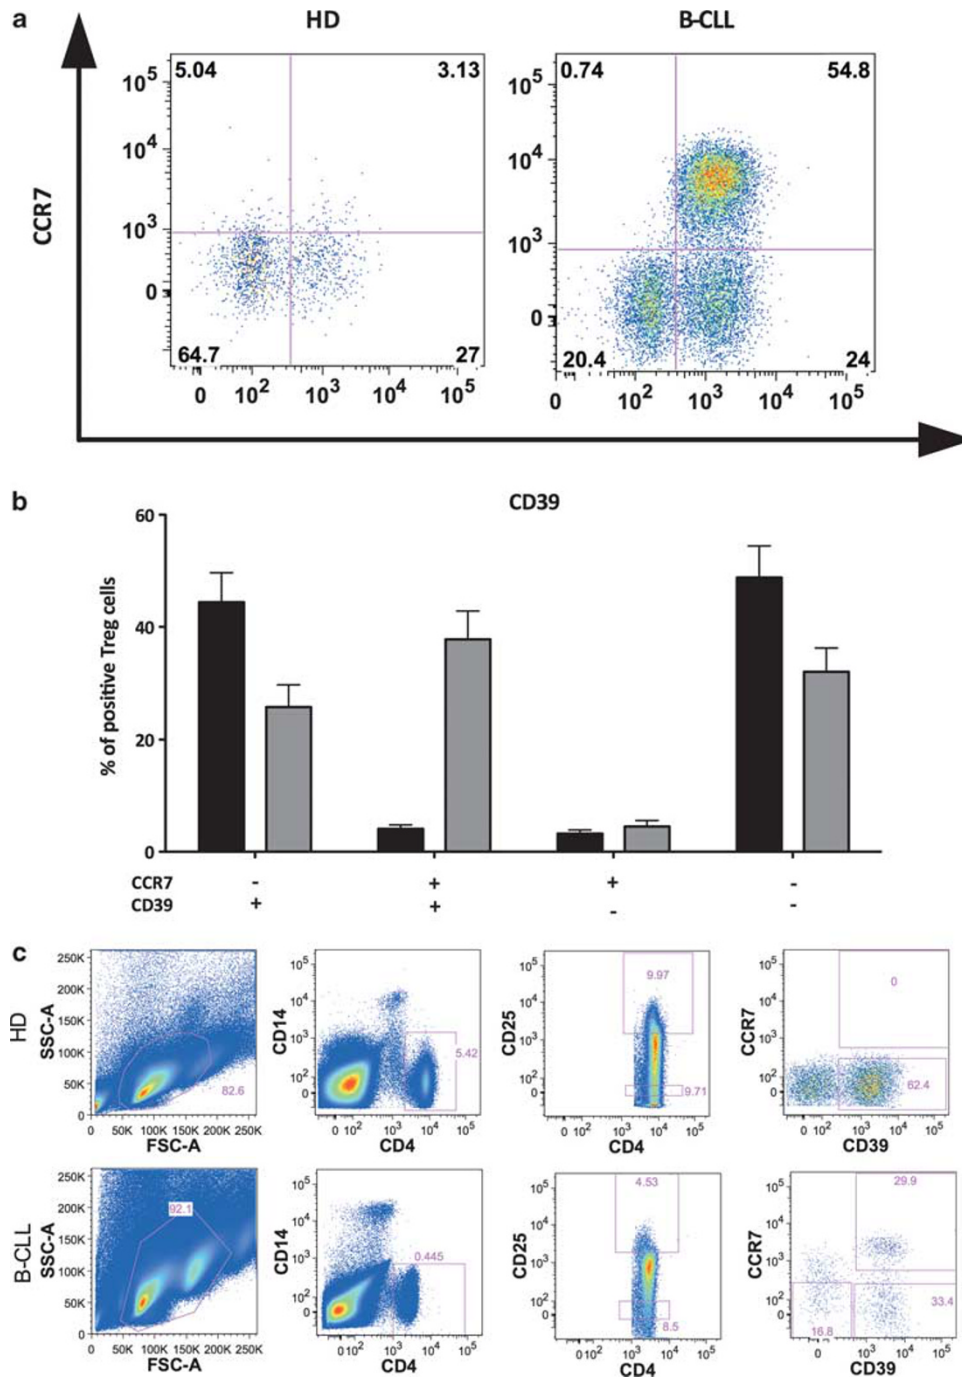 a
HD
B-CLL
CCR7
5.04
3.13
10^5
10^4
10^3
0
64.7
27
0 10^2 10^3 10^4 10^5
0.74
54.8
10^5
10^4
10^3
0
20.4
24
0 10^2 10^3 10^4 10^5
b
CD39
% of positive Treg cells
60
40
20
0
CCR7 - + + -
CD39 + + - -
c
HD
SSC-A
250K
200K
150K
100K
50K
0
82.6
0 50K 100K 150K 200K 250K
FSC-A
CD14
10^5
10^4
10^3
10^2
0
5.42
0 10^2 10^3 10^4 10^5
CD4
CD25
10^5
10^4
10^3
10^2
0
9.97
9.71
0 10^2 10^3 10^4 10^5
CD4
CCR7
10^5
10^4
10^3
10^2
0
0
62.4
0 10^2 10^3 10^4 10^5
CD39
B-CLL
SSC-A
250K
200K
150K
100K
50K
0
92.1
0 50K 100K 150K 200K 250K
FSC-A
CD14
10^5
10^4
10^3
10^2
0
0.445
0 10^2 10^3 10^4 10^5
CD4
CD25
10^5
10^4
10^3
10^2
0
4.53
8.5
0 10^2 10^3 10^4 10^5
CD4
CCR7
10^5
10^4
10^3
10^2
0
29.9
33.4
16.8
0 10^2 10^3 10^4 10^5
CD39